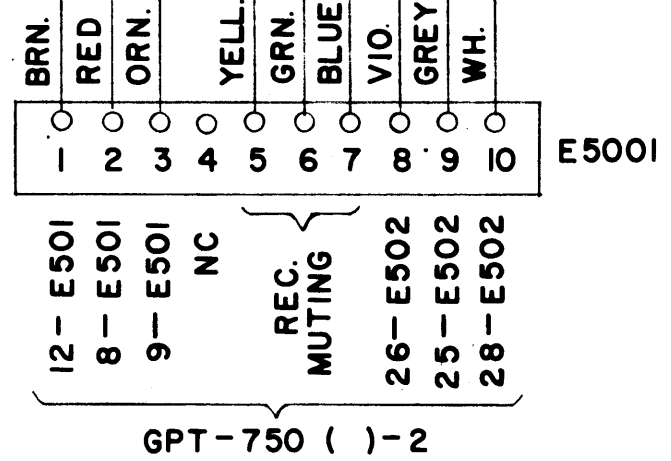 BRN.
RED
ORN.
YELL.
GRN.
BLUE
VIO.
GREY
WH.
1 2 3 4 5 6 7 8 9 10
E5001
12-E501
8-E501
9-E501
NC
REC.
MUTING
26-E502
25-E502
28-E502
GPT-750 ( )-2